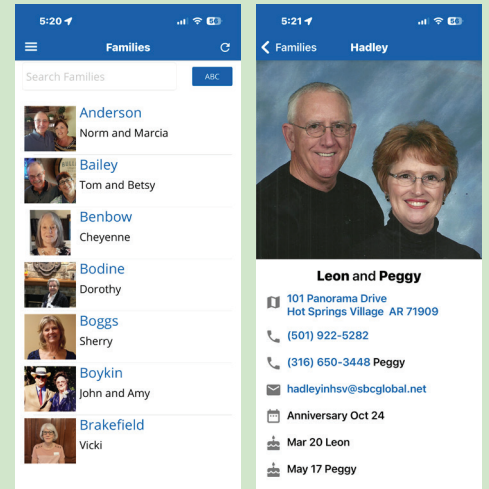 5:20
50
Families
Search Families
ABC
Anderson
Norm and Marcia
Bailey
Tom and Betsy
Benbow
Cheyenne
Bodine
Dorothy
Boggs
Sherry
Boykin
John and Amy
Brakefield
Vicki
5:21
50
Families
Hadley
Leon and Peggy
101 Panorama Drive
Hot Springs Village AR 71909
(501) 922-5282
(316) 650-3448 Peggy
hadleyinhsv@sbcglobal.net
Anniversary Oct 24
Mar 20 Leon
May 17 Peggy